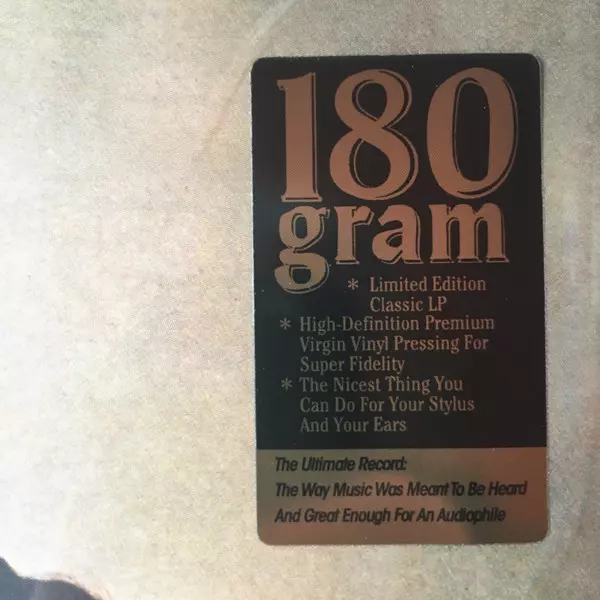 180
gram
* Limited Edition
Classic LP
* High-Definition Premium
Virgin Vinyl Pressing For
Super Fidelity
* The Nicest Thing You
Can Do For Your Stylus
And Your Ears
The Ultimate Record:
The Way Music Was Meant To Be Heard
And Great Enough For An Audiophile